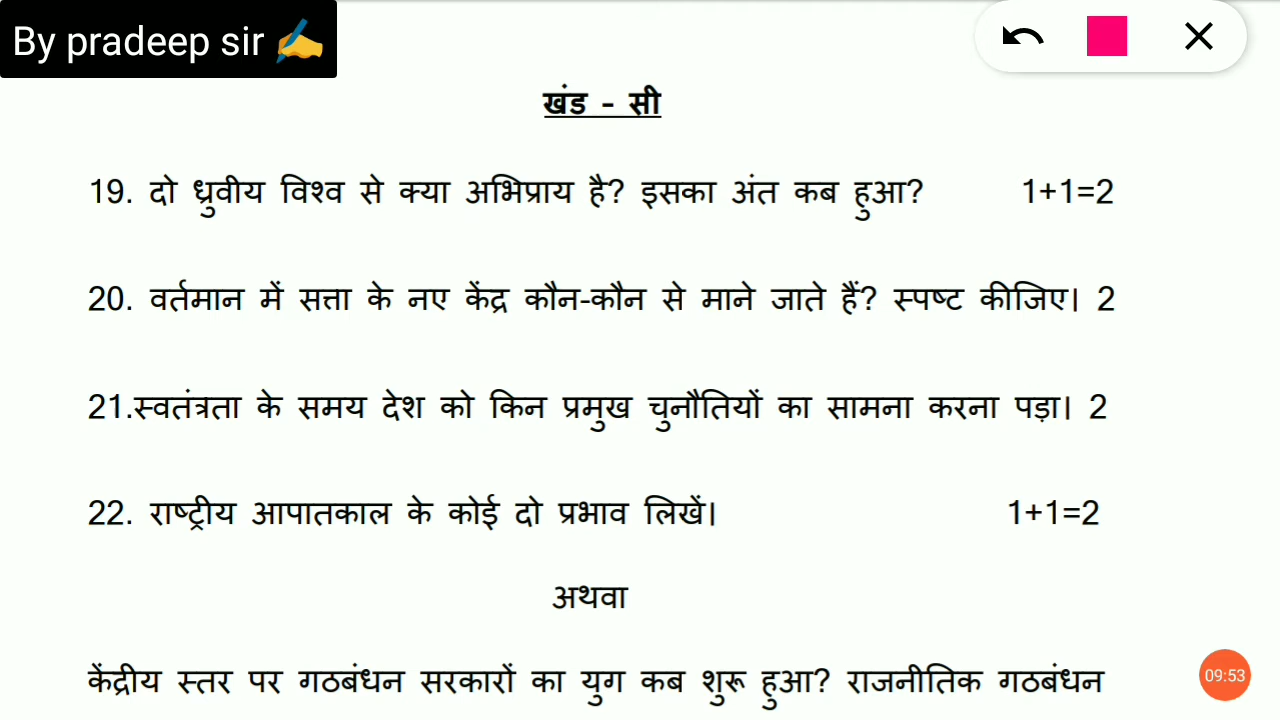 By pradeep sir ✍️
खंड - सी
19. दो ध्रुवीय विश्व से क्या अभिप्राय है? इसका अंत कब हुआ? 1+1=2
20. वर्तमान में सत्ता के नए केंद्र कौन-कौन से माने जाते हैं? स्पष्ट कीजिए। 2
21.स्वतंत्रता के समय देश को किन प्रमुख चुनौतियों का सामना करना पड़ा। 2
22. राष्ट्रीय आपातकाल के कोई दो प्रभाव लिखें। 1+1=2
अथवा
केंद्रीय स्तर पर गठबंधन सरकारों का युग कब शुरू हुआ? राजनीतिक गठबंधन
09:53